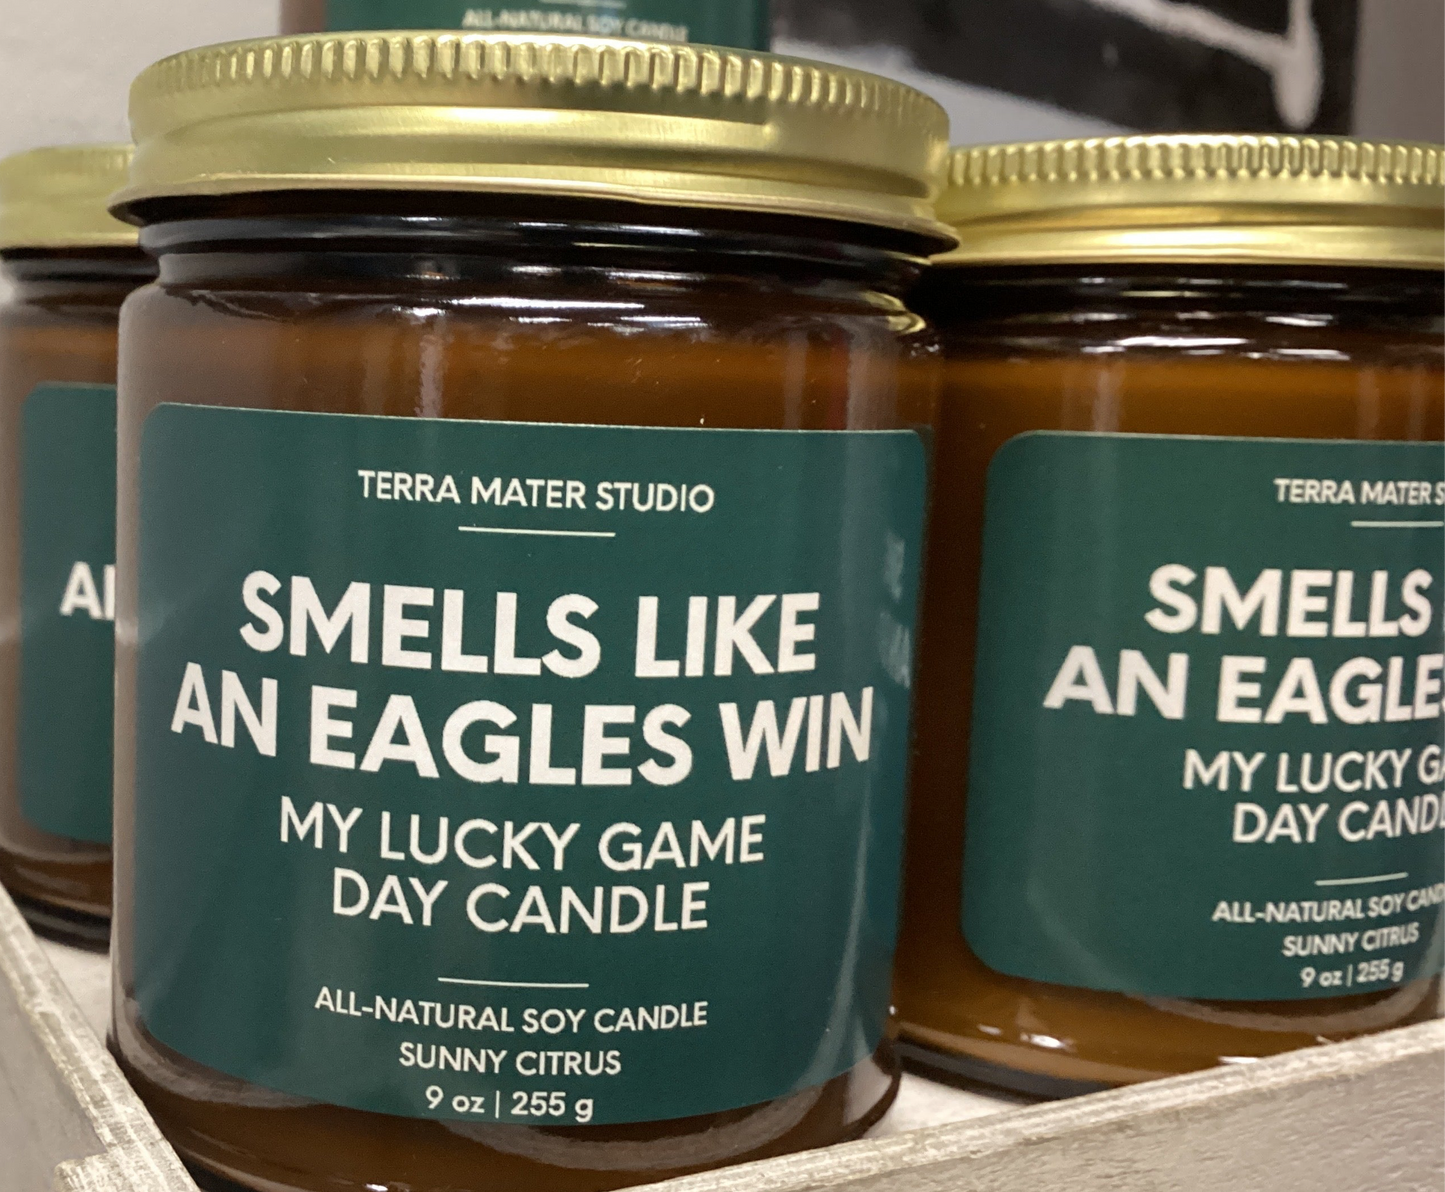 ALL-NATURAL SOY CANDLE
TERRA MATER STUDIO
SMELLS LIKE
AN EAGLES WIN
MY LUCKY GAME
DAY CANDLE
ALL-NATURAL SOY CANDLE
SUNNY CITRUS
9 oz | 255 g
TERRA MATER
SMELLS
AN EAGLES
MY LUCKY
DAY
ALL-NATURAL SOY
SUNNY CITRUS
9 oz | 255 g